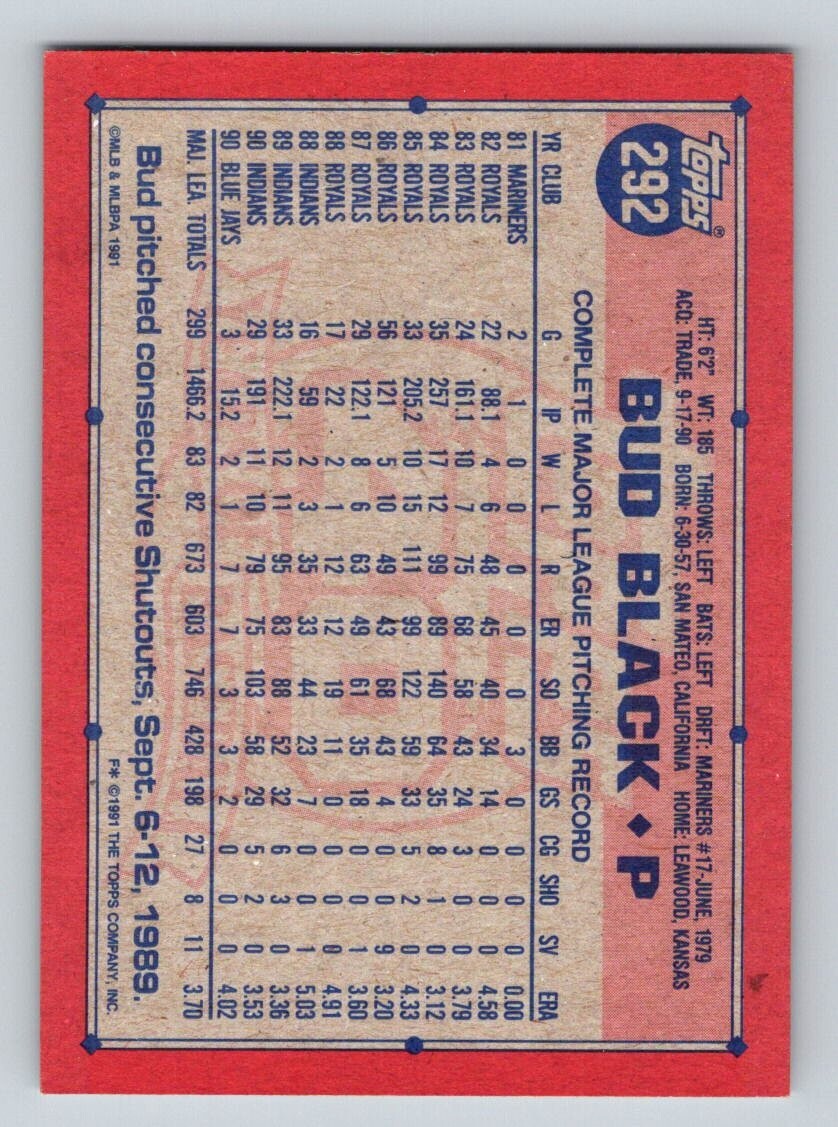 topps®
292
HT: 6'2" WT: 185 THROWS: LEFT BATS: LEFT DRFT: MARINERS #17-JUNE, 1979
ACQ: TRADE, 9-17-90 BORN: 6-30-57, SAN MATEO, CALIFORNIA HOME: LEAWOOD, KANSAS
BUD BLACK ◆ P
COMPLETE MAJOR LEAGUE PITCHING RECORD
YR CLUB G IP W L R ER SO BB GS CG SHO SV ERA
81 MARINERS 2 1 0 0 0 0 0 3 0 0 0 0 0.00
82 ROYALS 22 88.1 4 6 48 45 40 34 14 0 0 0 4.58
83 ROYALS 24 161.1 10 7 75 68 58 43 24 3 0 0 3.79
84 ROYALS 35 257 17 12 99 89 140 64 35 8 1 0 3.12
85 ROYALS 33 205.2 10 15 111 99 122 59 33 5 2 0 4.33
86 ROYALS 56 121 5 10 49 43 68 43 4 0 0 9 3.20
87 ROYALS 29 122.1 8 6 63 49 61 35 18 0 0 1 3.60
88 ROYALS 17 22 2 1 12 12 19 11 0 0 0 0 4.91
88 INDIANS 16 59 2 3 35 33 44 23 7 0 0 1 5.03
89 INDIANS 33 222.1 12 11 95 83 88 52 32 6 3 0 3.36
90 INDIANS 29 191 11 10 79 75 103 58 29 5 2 0 3.53
90 BLUE JAYS 3 15.2 2 1 7 7 3 3 2 0 0 0 4.02
MAJ. LEA. TOTALS 299 1466.2 83 82 673 603 746 428 198 27 8 11 3.70
Bud pitched consecutive Shutouts, Sept. 6-12, 1989.
©MLB & MLBPA 1991 F* ©1991 THE TOPPS COMPANY, INC.